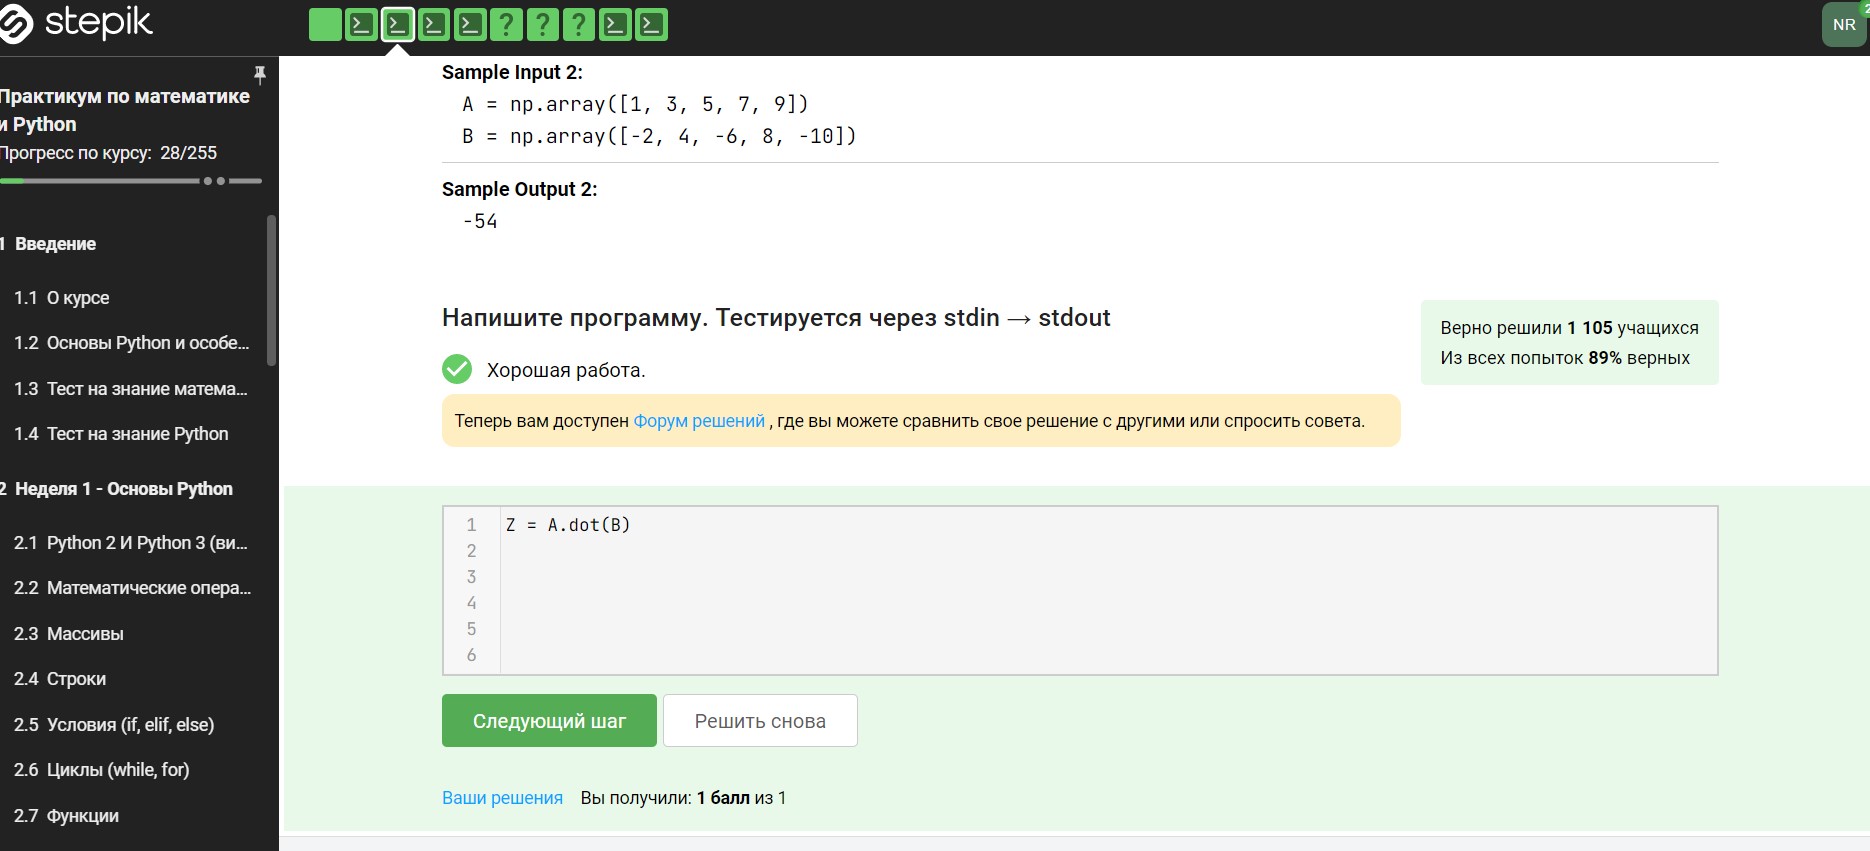 stepik
NR
2
Практикум по математике
и Python
Прогресс по курсу: 28/255
1 Введение
1.1 О курсе
1.2 Основы Python и особе...
1.3 Тест на знание матема...
1.4 Тест на знание Python
2 Неделя 1 - Основы Python
2.1 Python 2 И Python 3 (ви...
2.2 Математические опера...
2.3 Массивы
2.4 Строки
2.5 Условия (if, elif, else)
2.6 Циклы (while, for)
2.7 Функции
Sample Input 2:
A = np.array([1, 3, 5, 7, 9])
B = np.array([-2, 4, -6, 8, -10])
Sample Output 2:
-54
Напишите программу. Тестируется через stdin → stdout
Хорошая работа.
Верно решили 1 105 учащихся
Из всех попыток 89% верных
Теперь вам доступен Форум решений , где вы можете сравнить свое решение с другими или спросить совета.
1 Z = A.dot(B)
2
3
4
5
6
Следующий шаг
Решить снова
Ваши решения Вы получили: 1 балл из 1